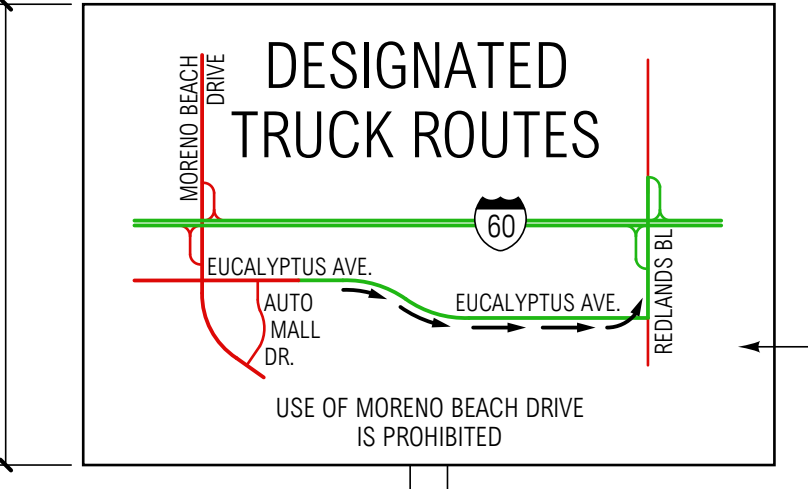 DESIGNATED
TRUCK ROUTES
MORENO BEACH
DRIVE
60
EUCALYPTUS AVE.
EUCALYPTUS AVE.
REDLANDS BL
AUTO
MALL
DR.
USE OF MORENO BEACH DRIVE
IS PROHIBITED